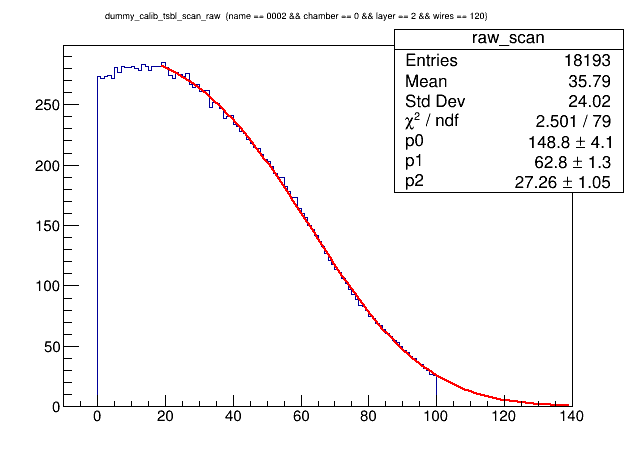 dummy_calib_tsbl_scan_raw (name == 0002 && chamber == 0 && layer == 2 && wires == 120)
raw_scan
Entries 18193
Mean 35.79
Std Dev 24.02
χ² / ndf 2.501 / 79
p0 148.8 ± 4.1
p1 62.8 ± 1.3
p2 27.26 ± 1.05
250
200
150
100
50
0
0 20 40 60 80 100 120 140